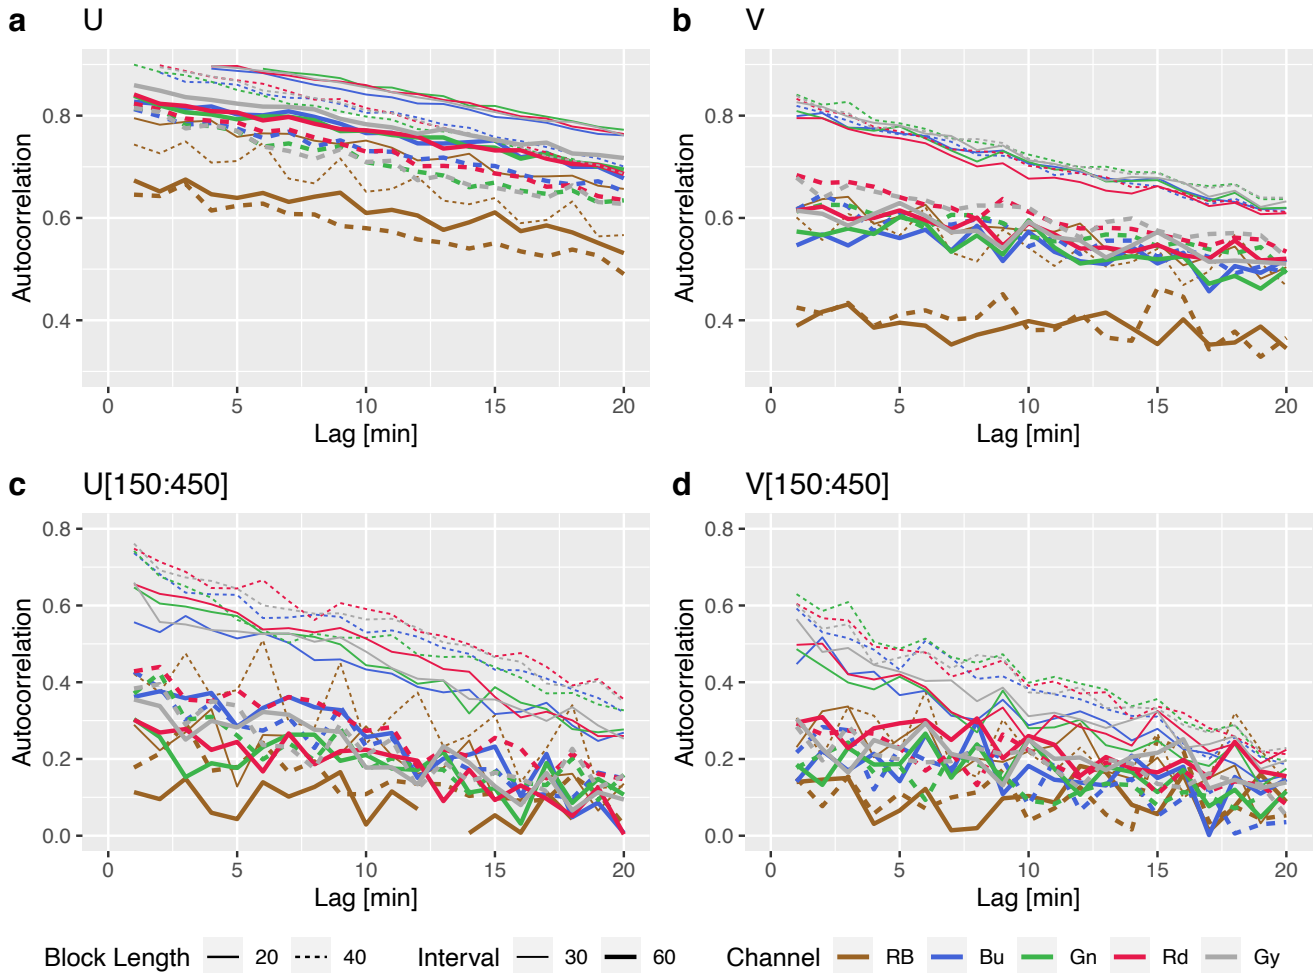 a U
0.8
0.6
0.4
Autocorrelation
0 5 10 15 20
Lag [min]
b V
0.8
0.6
0.4
Autocorrelation
0 5 10 15 20
Lag [min]
c U[150:450]
0.8
0.6
0.4
0.2
0.0
Autocorrelation
0 5 10 15 20
Lag [min]
d V[150:450]
0.8
0.6
0.4
0.2
0.0
Autocorrelation
0 5 10 15 20
Lag [min]
Block Length 20 40 Interval 30 60 Channel RB Bu Gn Rd Gy